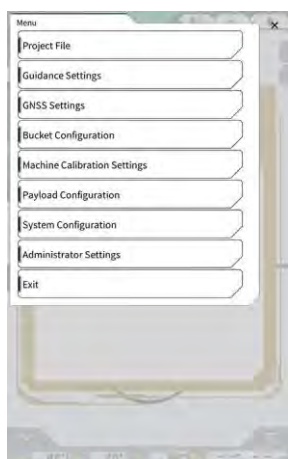 Menu
Project File
Guidance Settings
GNSS Settings
Bucket Configuration
Machine Calibration Settings
Payload Configuration
System Configuration
Administrator Settings
Exit